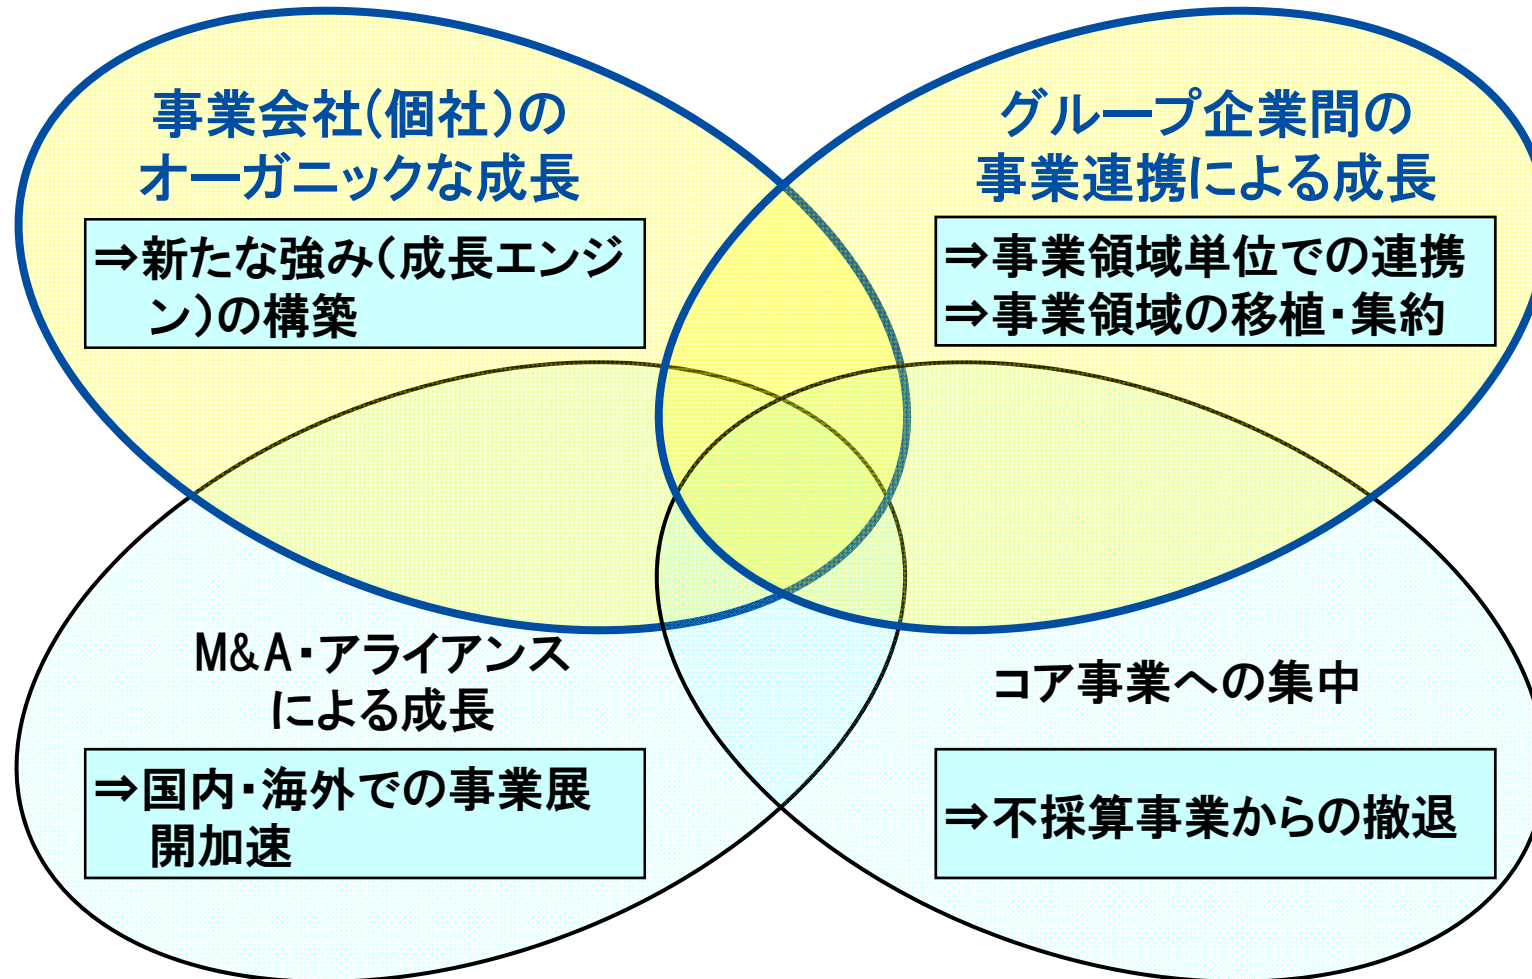 事業会社(個社)の
オーガニックな成長
⇒新たな強み(成長エンジ
ン)の構築
グループ企業間の
事業連携による成長
⇒事業領域単位での連携
⇒事業領域の移植・集約
M&A・アライアンス
による成長
⇒国内・海外での事業展
開加速
コア事業への集中
⇒不採算事業からの撤退